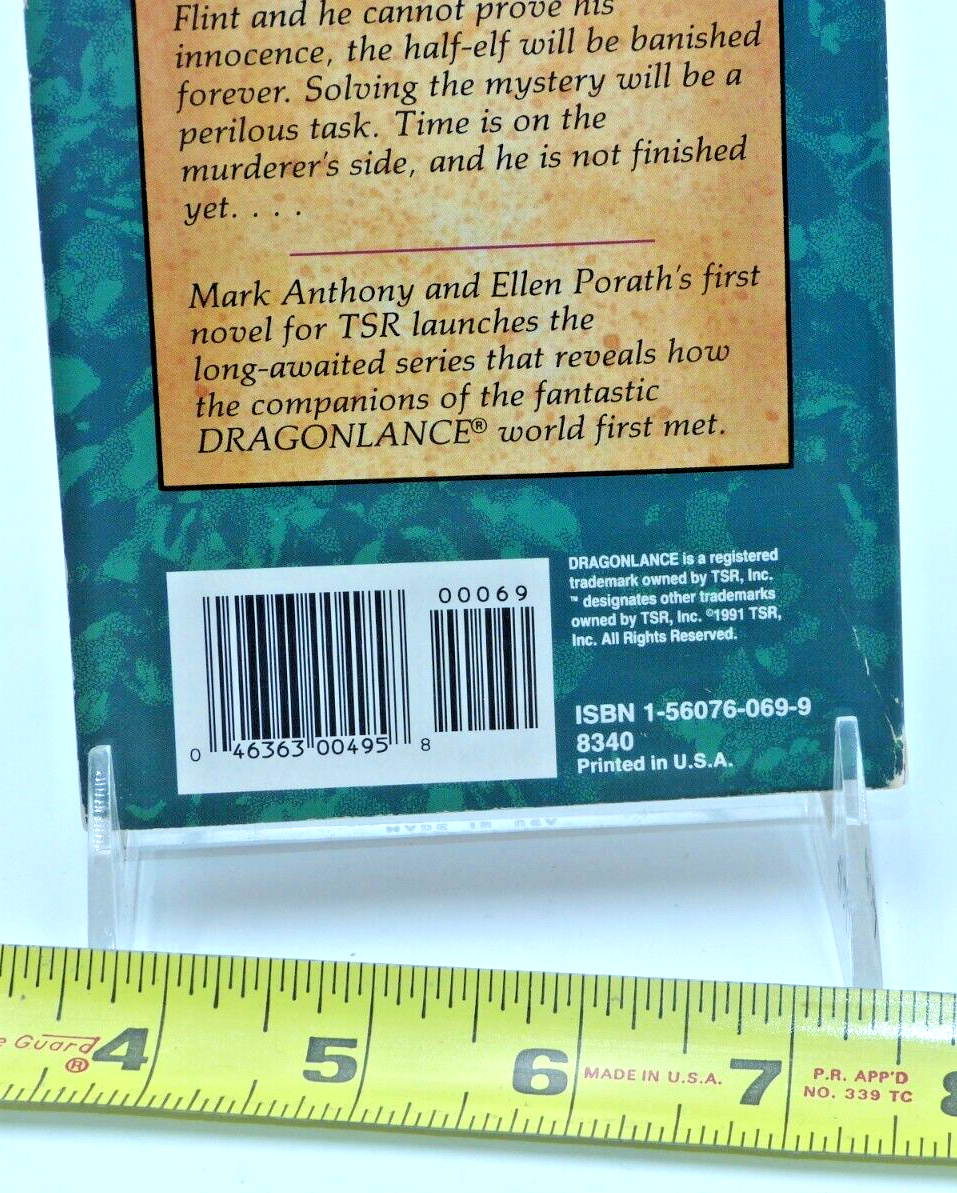 Flint and he cannot prove his
innocence, the half-elf will be banished
forever. Solving the mystery will be a
perilous task. Time is on the
murderer's side, and he is not finished
yet. . . .
Mark Anthony and Ellen Porath's first
novel for TSR launches the
long-awaited series that reveals how
the companions of the fantastic
DRAGONLANCE® world first met.
00069
0 46363 00495 8
DRAGONLANCE is a registered
trademark owned by TSR, Inc.
™ designates other trademarks
owned by TSR, Inc. ©1991 TSR,
Inc. All Rights Reserved.
ISBN 1-56076-069-9
8340
Printed in U.S.A.
MADE IN USA
e Guard® 4 5 6 MADE IN U.S.A. 7 P.R. APP'D 8
NO. 339 TC